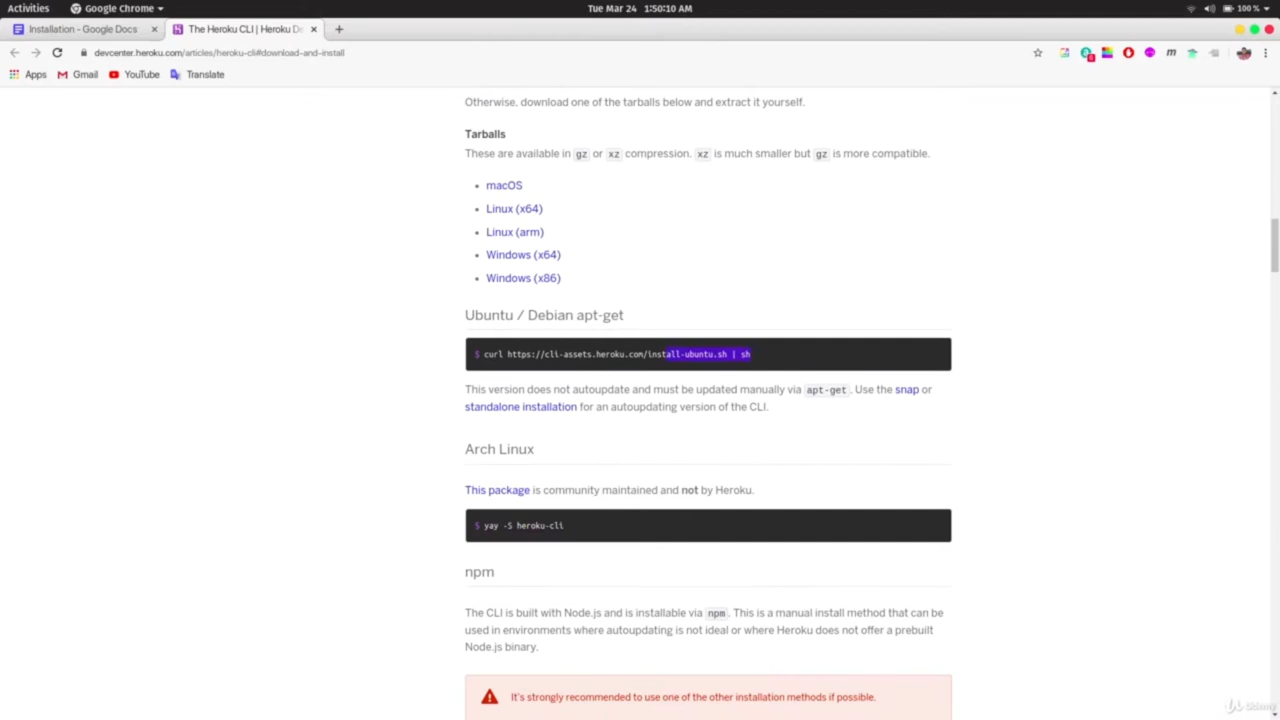 Activities Google Chrome Tue Mar 24 1:50:10 AM 100 %
Installation - Google Docs The Heroku CLI | Heroku De
devcenter.heroku.com/articles/heroku-cli#download-and-install
Apps Gmail YouTube Translate
Otherwise, download one of the tarballs below and extract it yourself.
Tarballs
These are available in gz or xz compression. xz is much smaller but gz is more compatible.
• macOS
• Linux (x64)
• Linux (arm)
• Windows (x64)
• Windows (x86)
Ubuntu / Debian apt-get
$ curl https://cli-assets.heroku.com/install-ubuntu.sh | sh
This version does not autoupdate and must be updated manually via apt-get. Use the snap or
standalone installation for an autoupdating version of the CLI.
Arch Linux
This package is community maintained and not by Heroku.
$ yay -S heroku-cli
npm
The CLI is built with Node.js and is installable via npm. This is a manual install method that can be
used in environments where autoupdating is not ideal or where Heroku does not offer a prebuilt
Node.js binary.
It's strongly recommended to use one of the other installation methods if possible.
Udemy